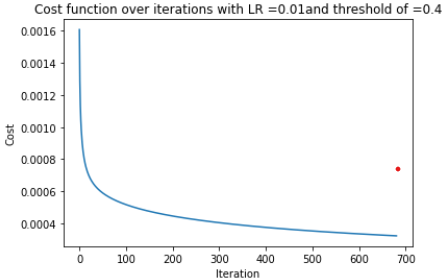 Cost function over iterations with LR =0.01and threshold of =0.4
0.0016
0.0014
0.0012
0.0010
0.0008
0.0006
0.0004
Cost
0 100 200 300 400 500 600 700
Iteration